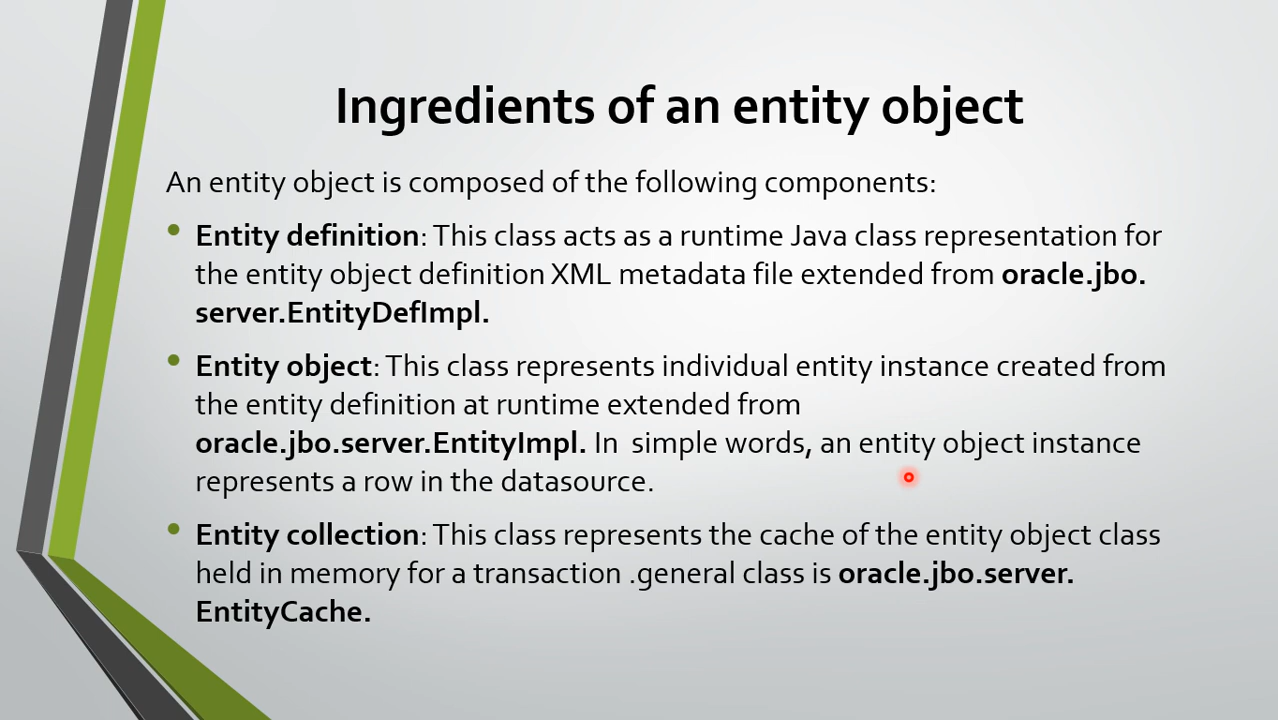 Ingredients of an entity object
An entity object is composed of the following components:
• Entity definition: This class acts as a runtime Java class representation for
the entity object definition XML metadata file extended from oracle.jbo.
server.EntityDefImpl.
• Entity object: This class represents individual entity instance created from
the entity definition at runtime extended from
oracle.jbo.server.EntityImpl. In  simple words, an entity object instance
represents a row in the datasource.
• Entity collection: This class represents the cache of the entity object class
held in memory for a transaction .general class is oracle.jbo.server.
EntityCache.